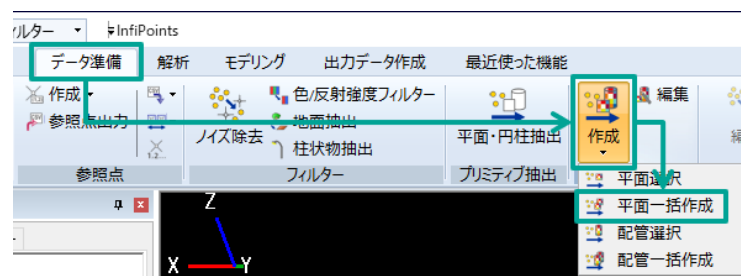 ルター InfiPoints
データ準備 解析 モデリング 出力データ作成 最近使った機能
作成 色/反射強度フィルター 編集
参照点出力 地面抽出
ノイズ除去 平面・円柱抽出 作成
柱状物抽出
参照点 フィルター プリミティブ抽出
平面選択
平面一括作成
配管選択
配管一括作成
Z
X Y